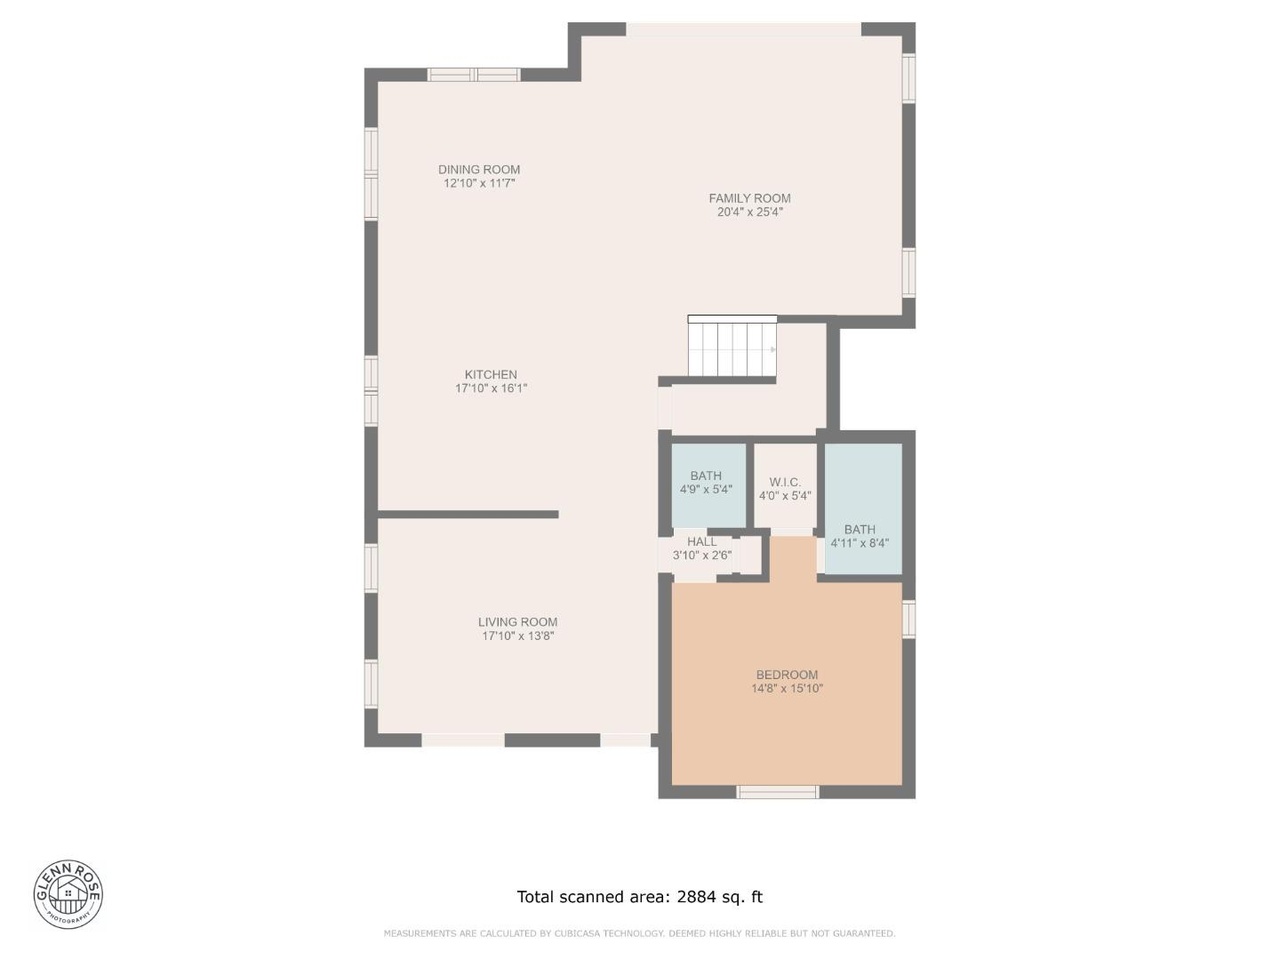 DINING ROOM
12'10" x 11'7"
FAMILY ROOM
20'4" x 25'4"
KITCHEN
17'10" x 16'1"
BATH
4'9" x 5'4"
W.I.C.
4'0" x 5'4"
BATH
4'11" x 8'4"
HALL
3'10" x 2'6"
LIVING ROOM
17'10" x 13'8"
BEDROOM
14'8" x 15'10"
GLENN ROSE
PHOTOGRAPHY
Total scanned area: 2884 sq. ft
MEASUREMENTS ARE CALCULATED BY CUBICASA TECHNOLOGY. DEEMED HIGHLY RELIABLE BUT NOT GUARANTEED.